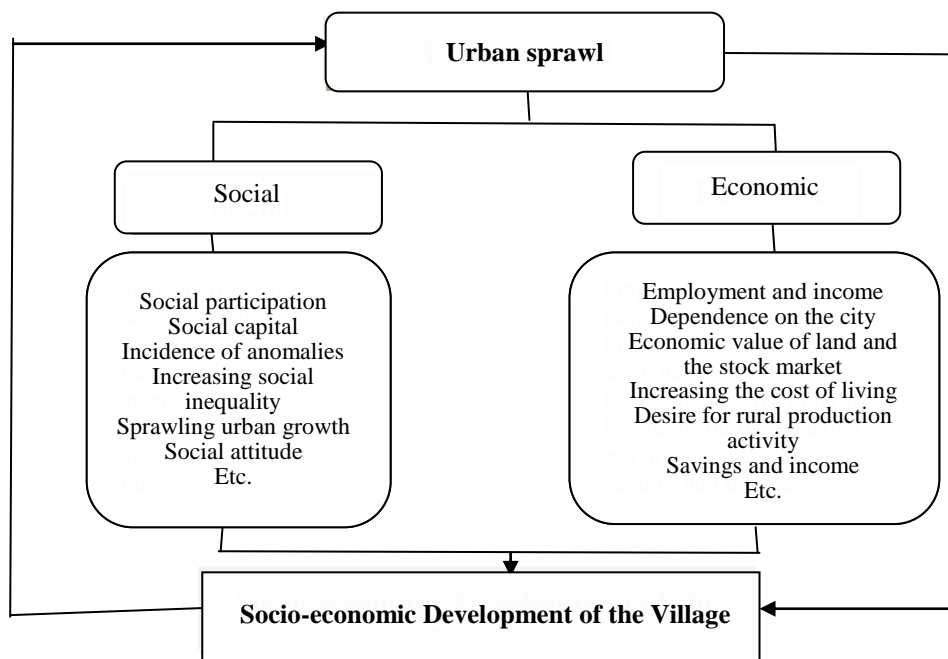 Urban sprawl
Social
Economic
Social participation
Social capital
Incidence of anomalies
Increasing social
inequality
Sprawling urban growth
Social attitude
Etc.
Employment and income
Dependence on the city
Economic value of land and
the stock market
Increasing the cost of living
Desire for rural production
activity
Savings and income
Etc.
Socio-economic Development of the Village